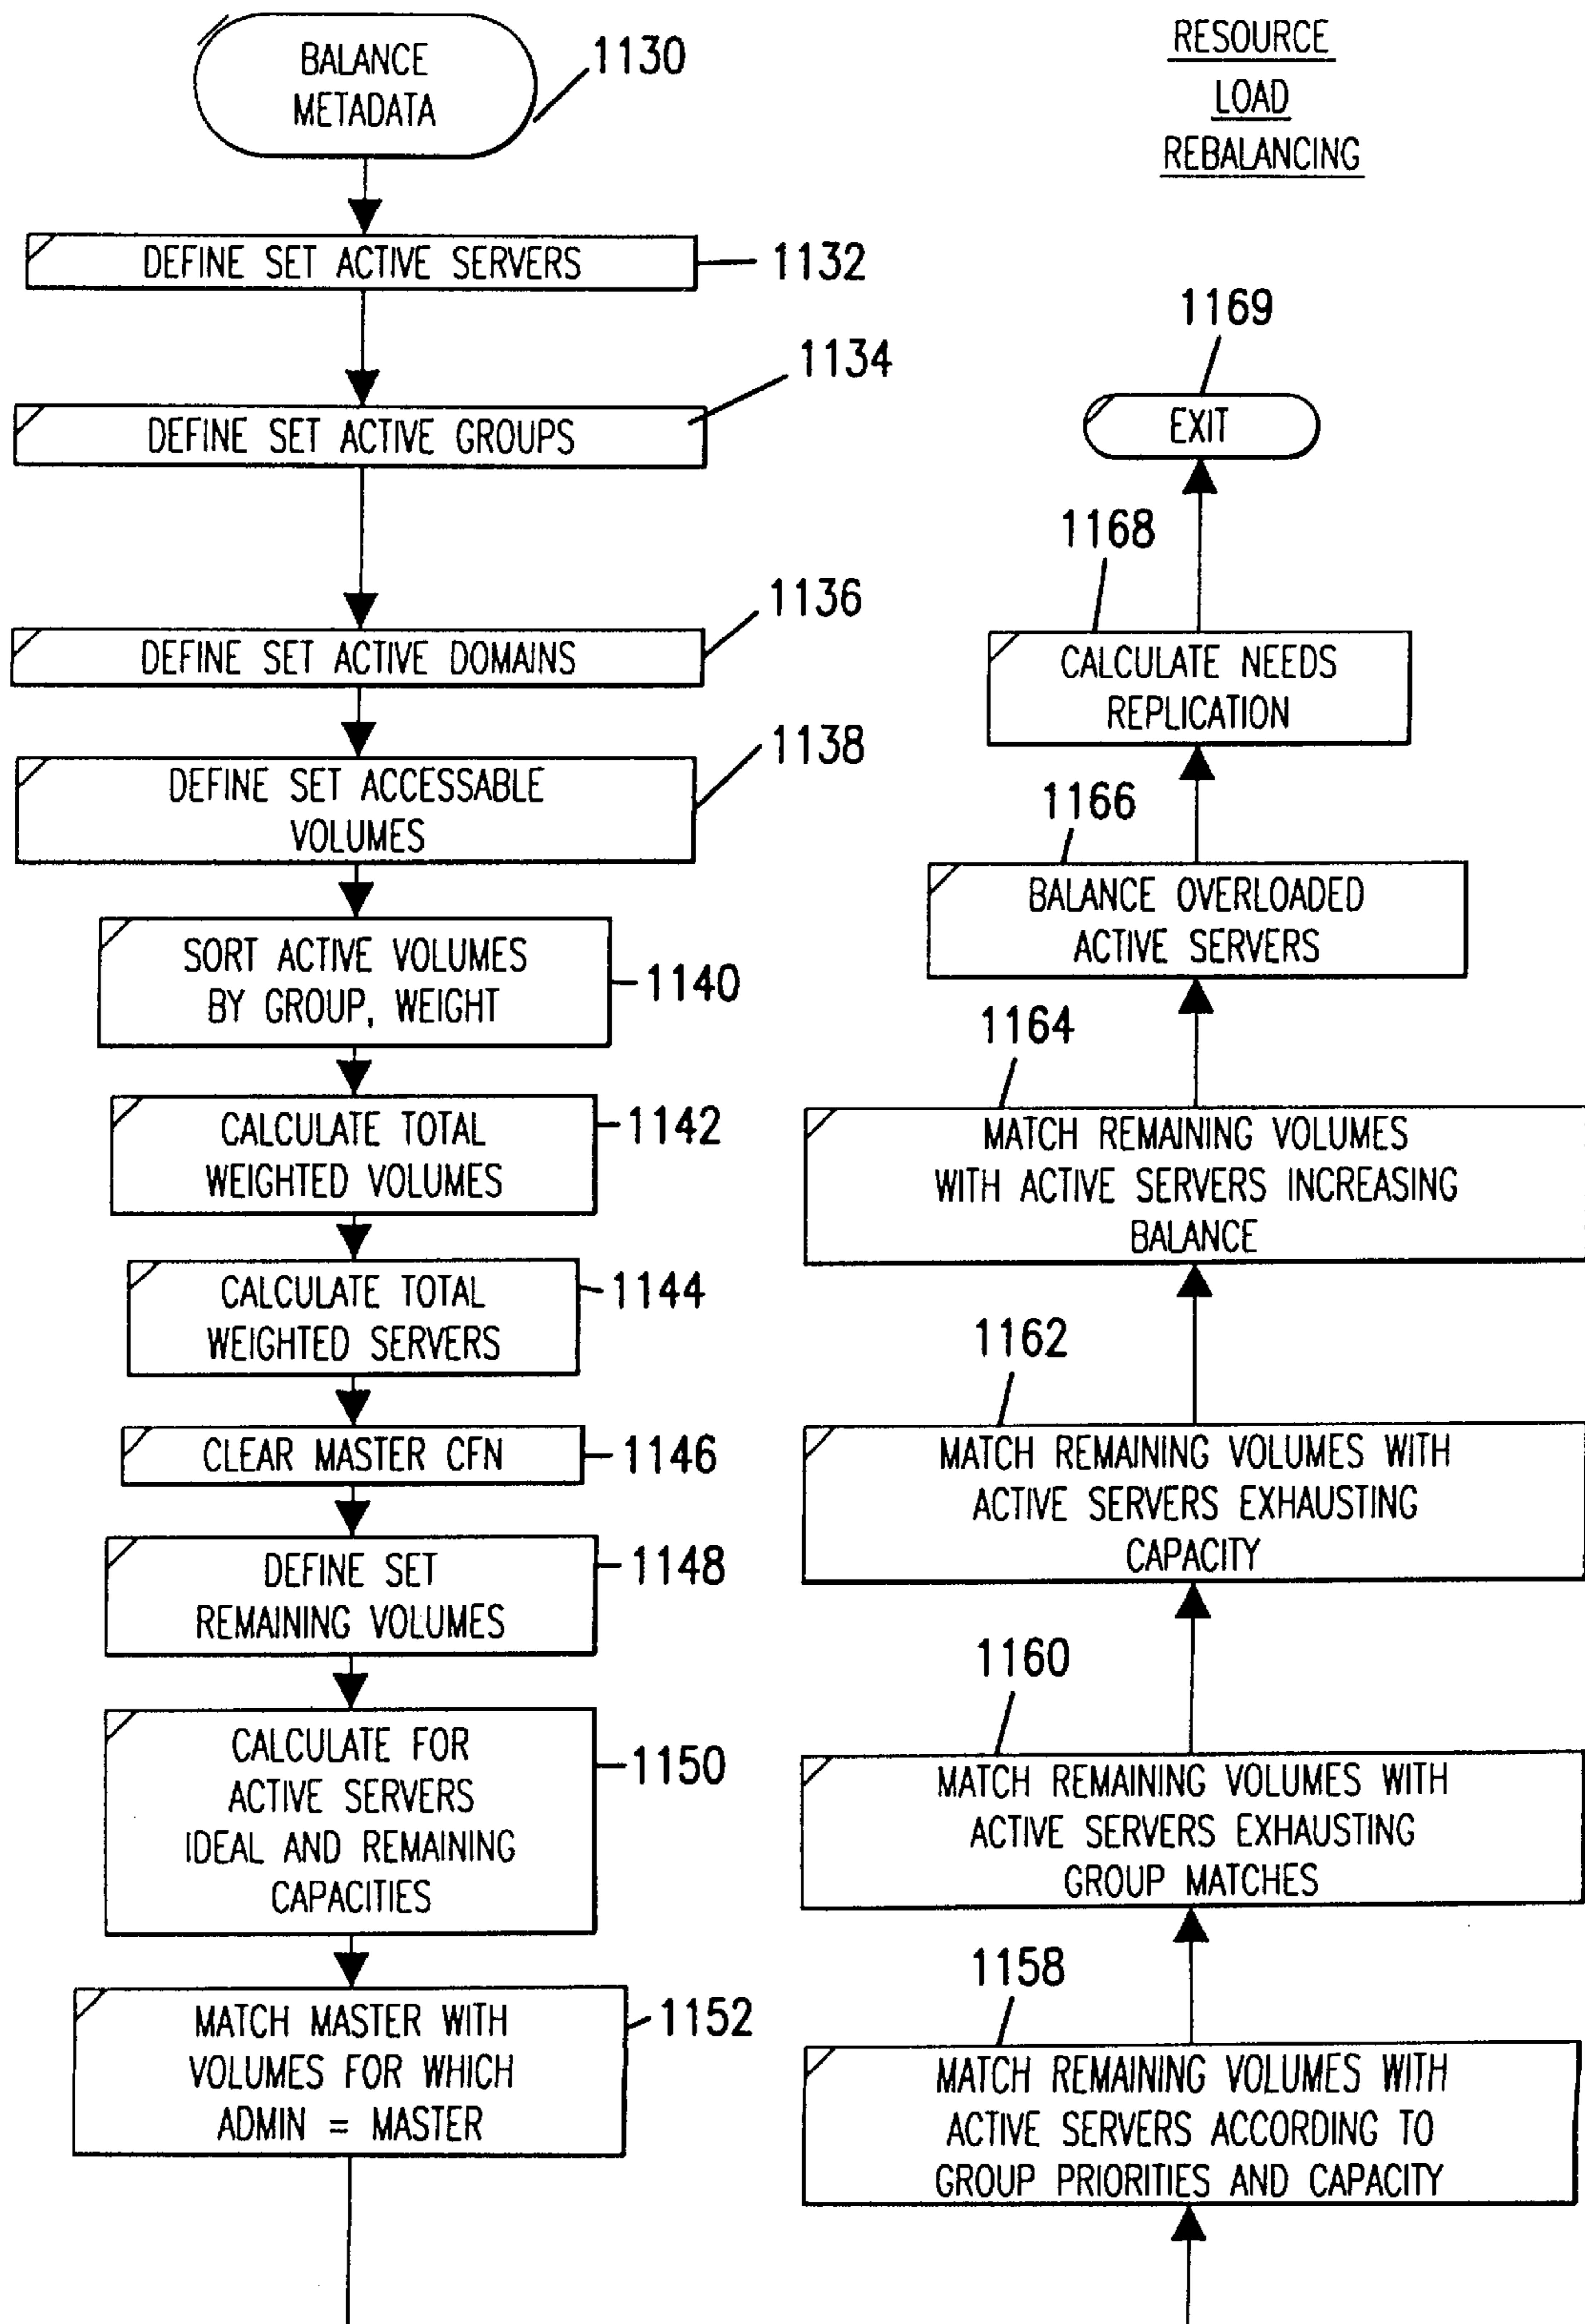 BALANCE
METADATA
1130
DEFINE SET ACTIVE SERVERS
1132
DEFINE SET ACTIVE GROUPS
1134
DEFINE SET ACTIVE DOMAINS
1136
DEFINE SET ACCESSABLE
VOLUMES
1138
SORT ACTIVE VOLUMES
BY GROUP, WEIGHT
1140
CALCULATE TOTAL
WEIGHTED VOLUMES
1142
CALCULATE TOTAL
WEIGHTED SERVERS
1144
CLEAR MASTER CFN
1146
DEFINE SET
REMAINING VOLUMES
1148
CALCULATE FOR
ACTIVE SERVERS
IDEAL AND REMAINING
CAPACITIES
1150
MATCH MASTER WITH
VOLUMES FOR WHICH
ADMIN = MASTER
1152
RESOURCE
LOAD
REBALANCING
1169
EXIT
1168
CALCULATE NEEDS
REPLICATION
1166
BALANCE OVERLOADED
ACTIVE SERVERS
1164
MATCH REMAINING VOLUMES
WITH ACTIVE SERVERS INCREASING
BALANCE
1162
MATCH REMAINING VOLUMES WITH
ACTIVE SERVERS EXHAUSTING
CAPACITY
1160
MATCH REMAINING VOLUMES WITH
ACTIVE SERVERS EXHAUSTING
GROUP MATCHES
1158
MATCH REMAINING VOLUMES WITH
ACTIVE SERVERS ACCORDING TO
GROUP PRIORITIES AND CAPACITY